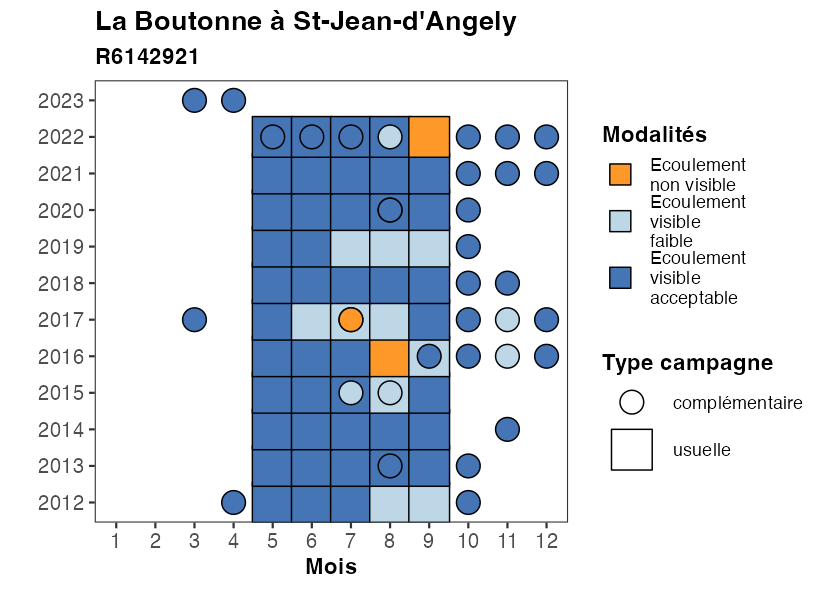 La Boutonne à St-Jean-d'Angely
R6142921
2023
2022
2021
2020
2019
2018
2017
2016
2015
2014
2013
2012
1 2 3 4 5 6 7 8 9 10 11 12
Mois
Modalités
Ecoulement
non visible
Ecoulement
visible
faible
Ecoulement
visible
acceptable
Type campagne
complémentaire
usuelle